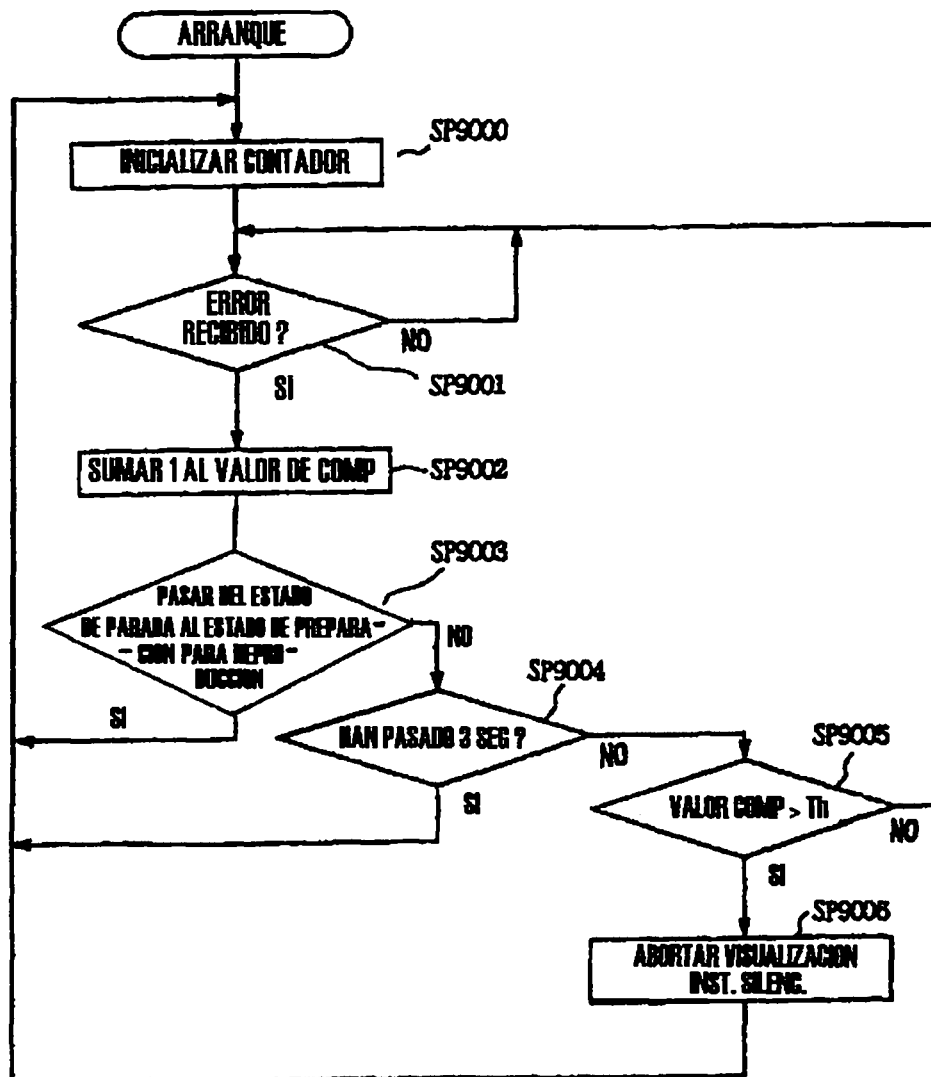 ARRANQUE
SP9000
INICIALIZAR CONTADOR
ERROR
RECIBIDO ?
NO
SP9001
SI
SUMAR 1 AL VALOR DE COMP
SP9002
SP9003
PASAR DEL ESTADO
DE PARADA AL ESTADO DE PREPARA-
-CION PARA REPRO-
DUCCION
NO
SI
SP9004
HAN PASADO 3 SEG ?
NO
SI
SP9005
VALOR COMP > Th
NO
SI
SP9006
ABORTAR VISUALIZACION
INST. SILENC.